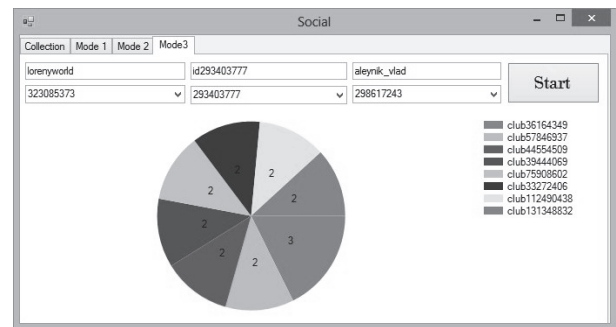 Social
Collection Mode 1 Mode 2 Mode3
lorenyworld id293403777 aleynik_vlad
323085373 293403777 298617243
Start
club36164349
club57846937
club44554509
club39444069
club75908602
club33272406
club112490438
club131348832
2
2
2
2
2
3
2
2